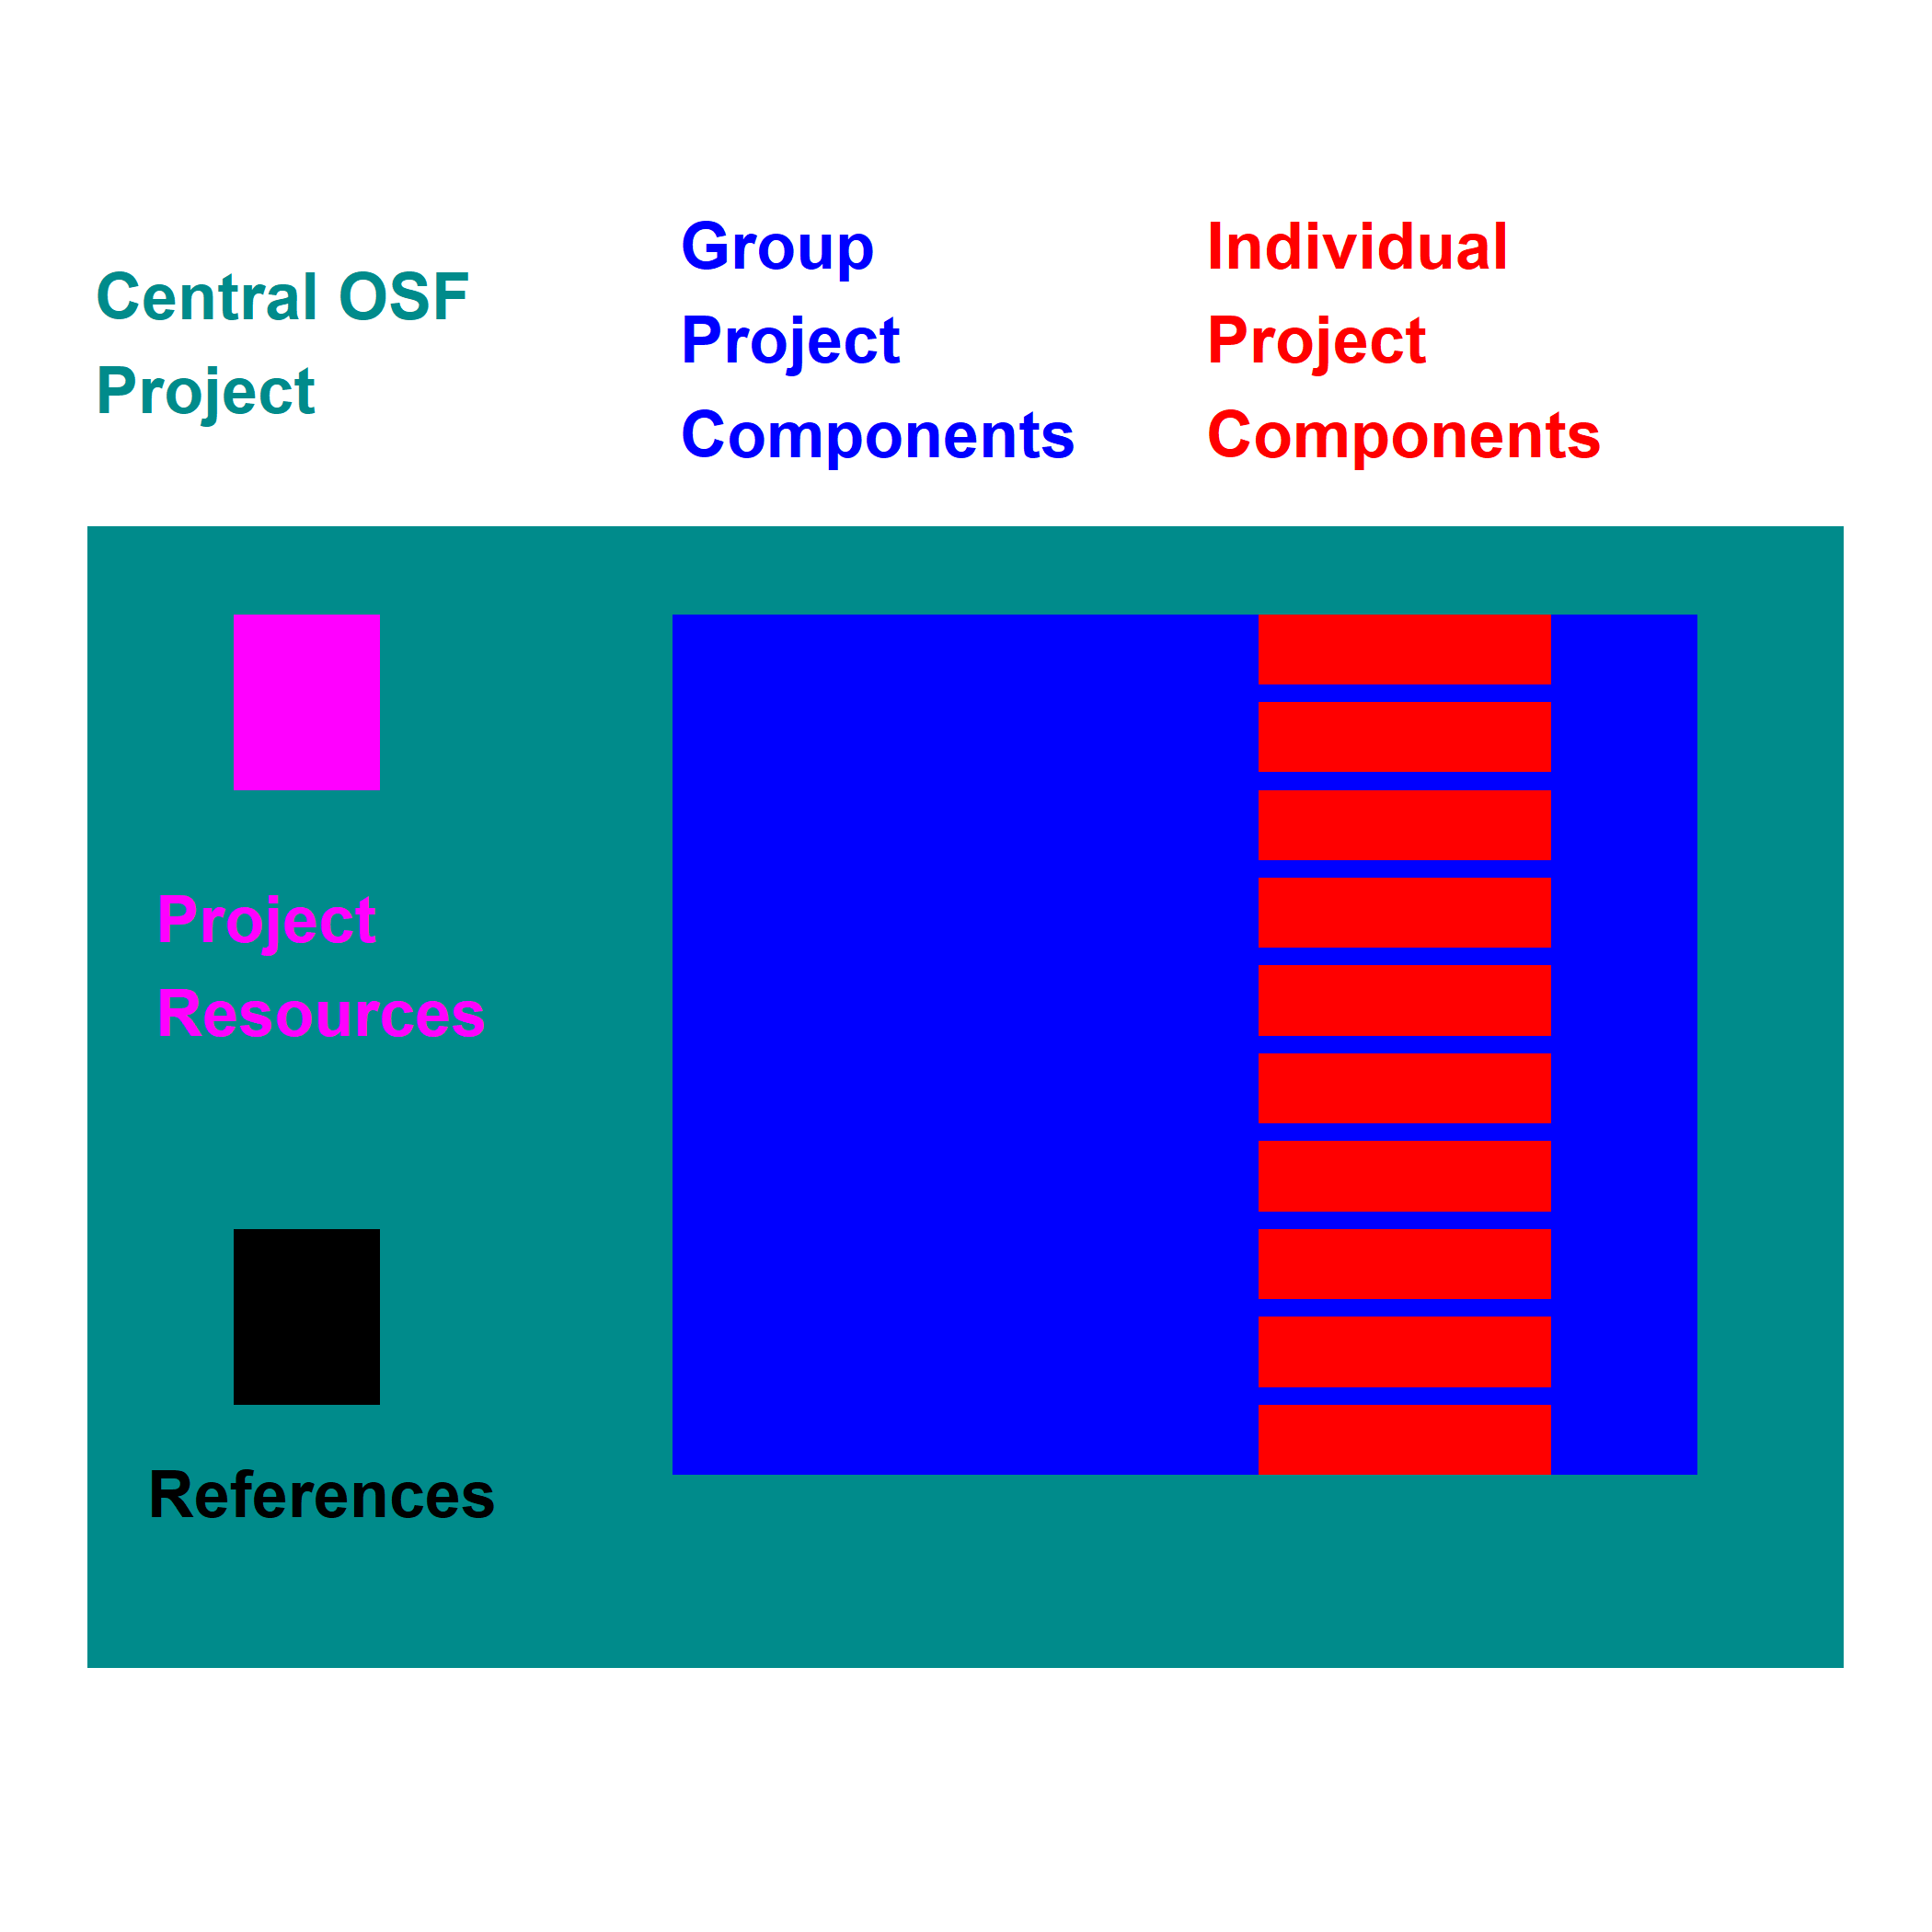 Central OSF
Project
Group
Project
Components
Individual
Project
Components
Project
Resources
References